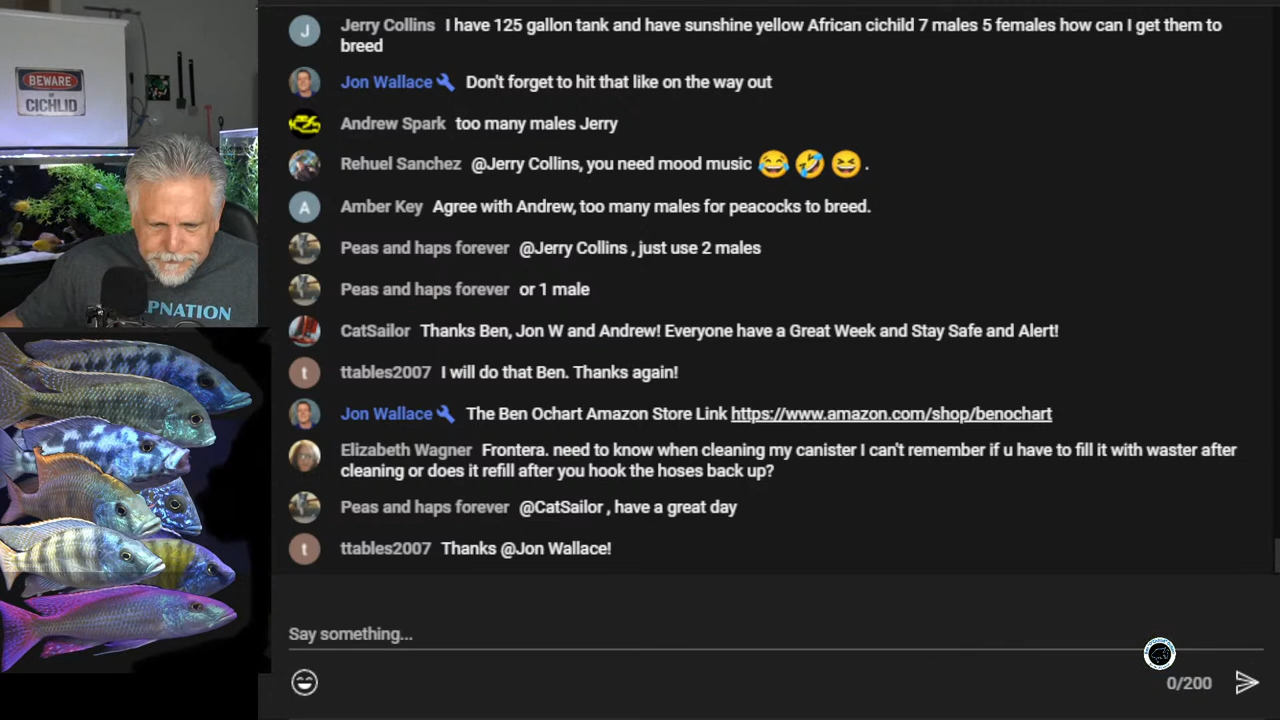 BEWARE
of
CICHLID
PNATION
J
Jerry Collins I have 125 gallon tank and have sunshine yellow African cichild 7 males 5 females how can I get them to
breed
Jon Wallace Don't forget to hit that like on the way out
Andrew Spark too many males Jerry
Rehuel Sanchez @Jerry Collins, you need mood music 😂 🤣 😆 .
A
Amber Key Agree with Andrew, too many males for peacocks to breed.
Peas and haps forever @Jerry Collins , just use 2 males
Peas and haps forever or 1 male
CatSailor Thanks Ben, Jon W and Andrew! Everyone have a Great Week and Stay Safe and Alert!
t
ttables2007 I will do that Ben. Thanks again!
Jon Wallace The Ben Ochart Amazon Store Link https://www.amazon.com/shop/benochart
Elizabeth Wagner Frontera. need to know when cleaning my canister I can't remember if u have to fill it with waster after
cleaning or does it refill after you hook the hoses back up?
Peas and haps forever @CatSailor , have a great day
t
ttables2007 Thanks @Jon Wallace!
Say something...
0/200